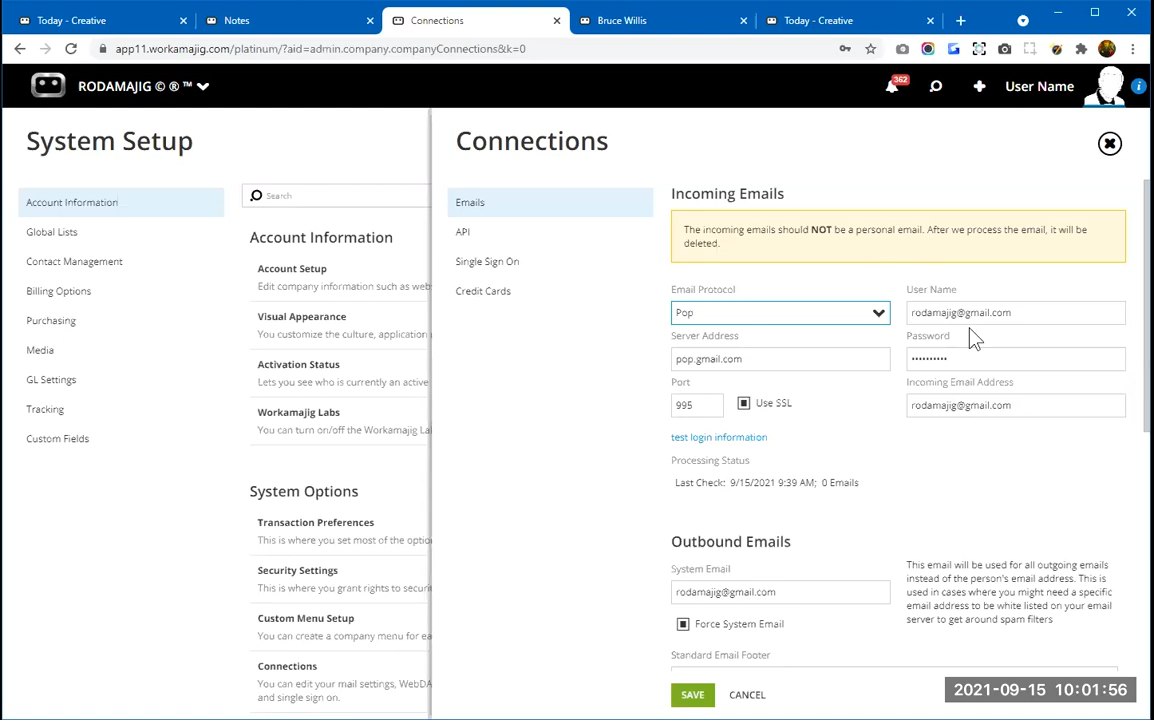 Today - Creative
Notes
Connections
Bruce Willis
Today - Creative
app11.workamajig.com/platinum/?aid=admin.company.companyConnections&k=0
RODAMAJIG © ® ™
362
User Name
System Setup
Account Information
Global Lists
Contact Management
Billing Options
Purchasing
Media
GL Settings
Tracking
Custom Fields
Search
Account Information
Account Setup
Edit company information such as web
Visual Appearance
You customize the culture, application
Activation Status
Lets you see who is currently an active
Workamajig Labs
You can turn on/off the Workamajig Lab
System Options
Transaction Preferences
This is where you set most of the optio
Security Settings
This is where you grant rights to securit
Custom Menu Setup
You can create a company menu for ea
Connections
You can edit your mail settings, WebDA
and single sign on.
Connections
Emails
API
Single Sign On
Credit Cards
Incoming Emails
The incoming emails should NOT be a personal email. After we process the email, it will be
deleted.
Email Protocol
Pop
User Name
rodamajig@gmail.com
Server Address
pop.gmail.com
Password
••••••••••
Port
995
Use SSL
Incoming Email Address
rodamajig@gmail.com
test login information
Processing Status
Last Check: 9/15/2021 9:39 AM; 0 Emails
Outbound Emails
System Email
rodamajig@gmail.com
Force System Email
This email will be used for all outgoing emails
instead of the person's email address. This is
used in cases where you might need a specific
email address to be white listed on your email
server to get around spam filters
Standard Email Footer
SAVE
CANCEL
2021-09-15 10:01:56